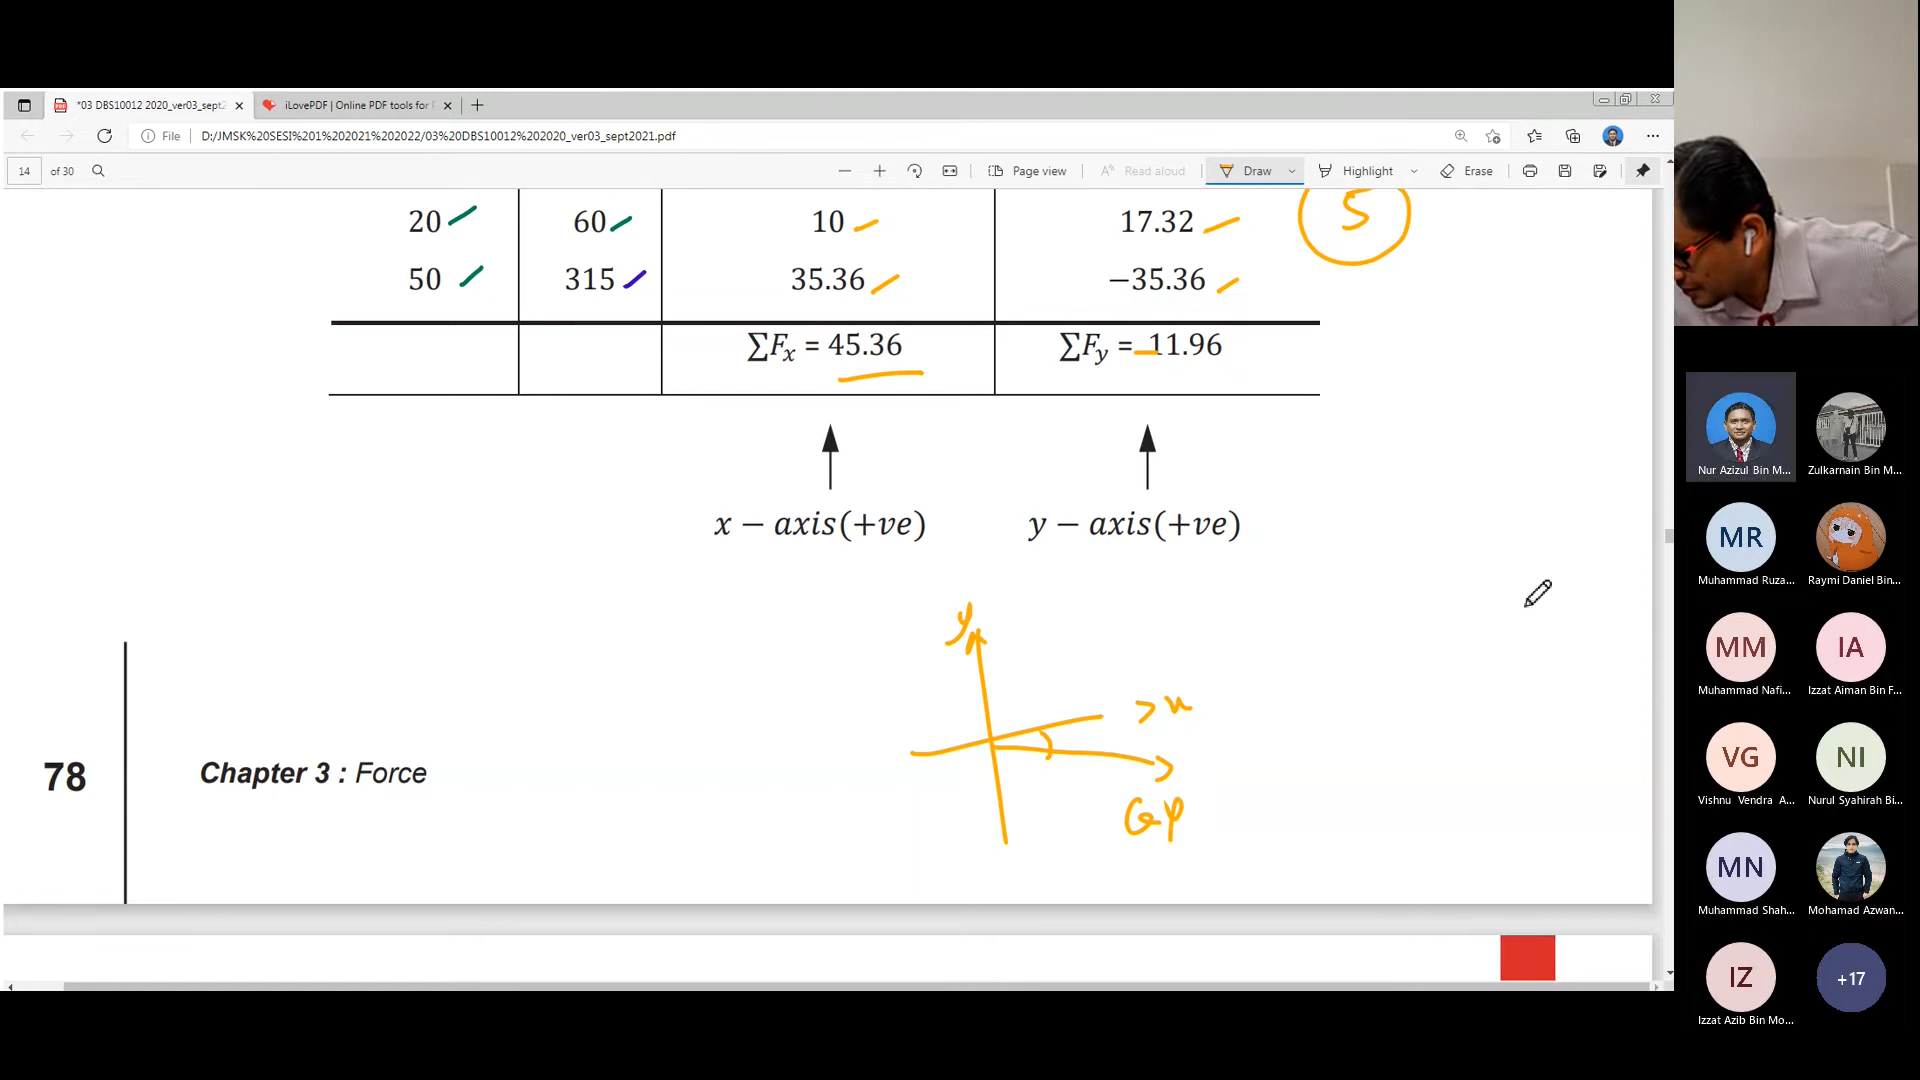 *03 DBS10012 2020_ver03_sept2
iLovePDF | Online PDF tools for
File
D:/JMSK%20SESI%201%202021%202022/03%20DBS10012%202020_ver03_sept2021.pdf
14 of 30
Page view
Read aloud
Draw
Highlight
Erase
20 60 10 17.32
5
50 315 35.36 −35.36
∑Fx = 45.36 ∑Fy = −11.96
x − axis(+ve) y − axis(+ve)
y
x
78
Chapter 3 : Force
Nur Azizul Bin M...
Zulkarnain Bin M...
MR
Muhammad Ruza...
Raymi Daniel Bin...
MM
Muhammad Nafi...
IA
Izzat Aiman Bin F...
VG
Vishnu Vendra A...
NI
Nurul Syahirah Bi...
MN
Muhammad Shah...
Mohamad Azwan...
IZ
Izzat Azib Bin Mo...
+17